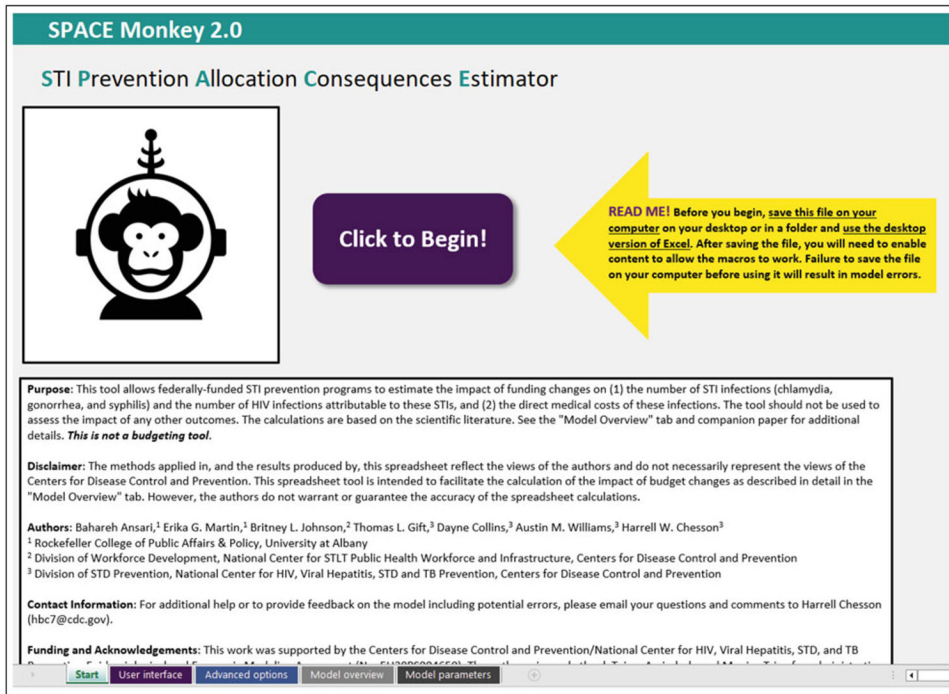 SPACE Monkey 2.0
STI Prevention Allocation Consequences Estimator
Click to Begin!
READ ME! Before you begin, save this file on your
computer on your desktop or in a folder and use the desktop
version of Excel. After saving the file, you will need to enable
content to allow the macros to work. Failure to save the file
on your computer before using it will result in model errors.
Purpose: This tool allows federally-funded STI prevention programs to estimate the impact of funding changes on (1) the number of STI infections (chlamydia,
gonorrhea, and syphilis) and the number of HIV infections attributable to these STIs, and (2) the direct medical costs of these infections. The tool should not be used to
assess the impact of any other outcomes. The calculations are based on the scientific literature. See the "Model Overview" tab and companion paper for additional
details. This is not a budgeting tool.
Disclaimer: The methods applied in, and the results produced by, this spreadsheet reflect the views of the authors and do not necessarily represent the views of the
Centers for Disease Control and Prevention. This spreadsheet tool is intended to facilitate the calculation of the impact of budget changes as described in detail in the
"Model Overview" tab. However, the authors do not warrant or guarantee the accuracy of the spreadsheet calculations.
Authors: Bahareh Ansari,¹ Erika G. Martin,¹ Britney L. Johnson,² Thomas L. Gift,³ Dayne Collins,³ Austin M. Williams,³ Harrell W. Chesson³
¹ Rockefeller College of Public Affairs & Policy, University at Albany
² Division of Workforce Development, National Center for STLT Public Health Workforce and Infrastructure, Centers for Disease Control and Prevention
³ Division of STD Prevention, National Center for HIV, Viral Hepatitis, STD and TB Prevention, Centers for Disease Control and Prevention
Contact Information: For additional help or to provide feedback on the model including potential errors, please email your questions and comments to Harrell Chesson
(hbc7@cdc.gov).
Funding and Acknowledgements: This work was supported by the Centers for Disease Control and Prevention/National Center for HIV, Viral Hepatitis, STD, and TB
Start User interface Advanced options Model overview Model parameters